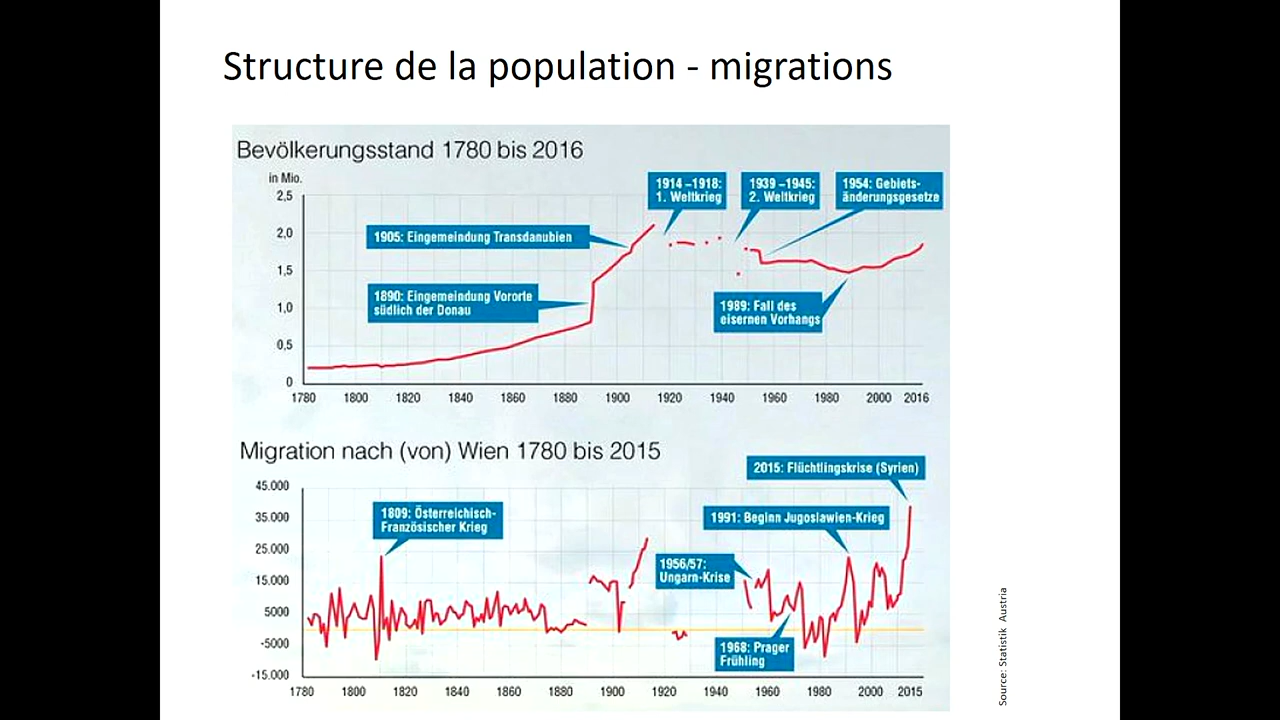 Structure de la population - migrations
Bevölkerungsstand 1780 bis 2016
in Mio.
2,5
2,0
1,5
1,0
0,5
0
1914 –1918:
1. Weltkrieg
1939 –1945:
2. Weltkrieg
1954: Gebiets-
änderungsgesetze
1905: Eingemeindung Transdanubien
1890: Eingemeindung Vororte
südlich der Donau
1989: Fall des
eisernen Vorhangs
1780 1800 1820 1840 1860 1880 1900 1920 1940 1960 1980 2000 2016
Migration nach (von) Wien 1780 bis 2015
45.000
35.000
25.000
15.000
5000
-5000
-15.000
2015: Flüchtlingskrise (Syrien)
1809: Österreichisch-
Französischer Krieg
1991: Beginn Jugoslawien-Krieg
1956/57:
Ungarn-Krise
1968: Prager
Frühling
1780 1800 1820 1840 1860 1880 1900 1920 1940 1960 1980 2000 2015
Source: Statistik Austria